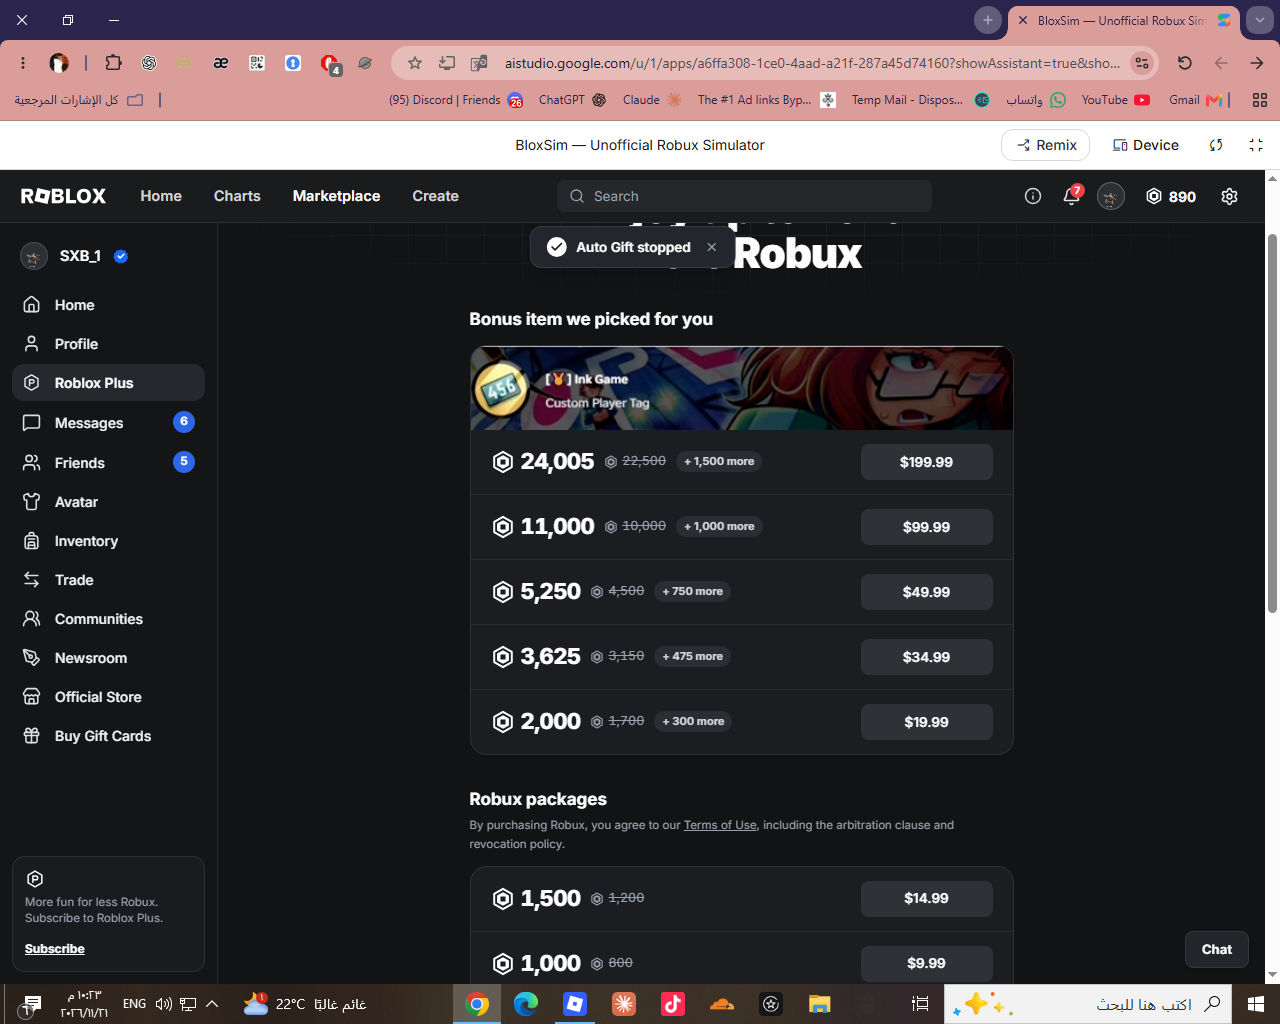 BloxSim — Unofficial Robux Sim
4
aistudio.google.com/u/1/apps/a6ffa308-1ce0-4aad-a21f-287a45d74160?showAssistant=true&sho...
كل الإشارات المرجعية
(95) Discord | Friends
26
ChatGPT
Claude
The #1 Ad links Byp...
Temp Mail - Dispos...
واتساب
YouTube
Gmail
BloxSim — Unofficial Robux Simulator
Remix
Device
ROBLOX
Home
Charts
Marketplace
Create
Search
7
890
SXB_1
Auto Gift stopped
Robux
Home
Profile
Roblox Plus
Messages
6
Friends
5
Avatar
Inventory
Trade
Communities
Newsroom
Official Store
Buy Gift Cards
More fun for less Robux.
Subscribe to Roblox Plus.
Subscribe
Bonus item we picked for you
456
[🥇] Ink Game
Custom Player Tag
24,005 22,500 + 1,500 more $199.99
11,000 10,000 + 1,000 more $99.99
5,250 4,500 + 750 more $49.99
3,625 3,150 + 475 more $34.99
2,000 1,700 + 300 more $19.99
Robux packages
By purchasing Robux, you agree to our Terms of Use, including the arbitration clause and
revocation policy.
1,500 1,200 $14.99
1,000 800 $9.99
Chat
١٠:٢٣ م
٢٠٢٦/١١/٢١
ENG
22°C
غائم غالبًا
اكتب هنا للبحث